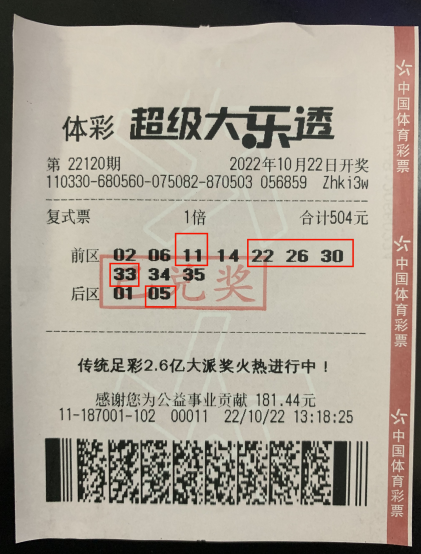 体彩 超级大乐透
第 22120期 2022年10月22日开奖
110330-680560-075082-870503 056859 Zhki3w
复式票 1倍 合计504元
前区 02 06 11 14 22 26 30
33 34 35
已兑奖
后区 01 05
传统足彩2.6亿大派奖火热进行中！
感谢您为公益事业贡献 181.44元
11-187001-102 00011 22/10/22 13:18:25
中国体育彩票
中国体育彩票
中国体育彩票